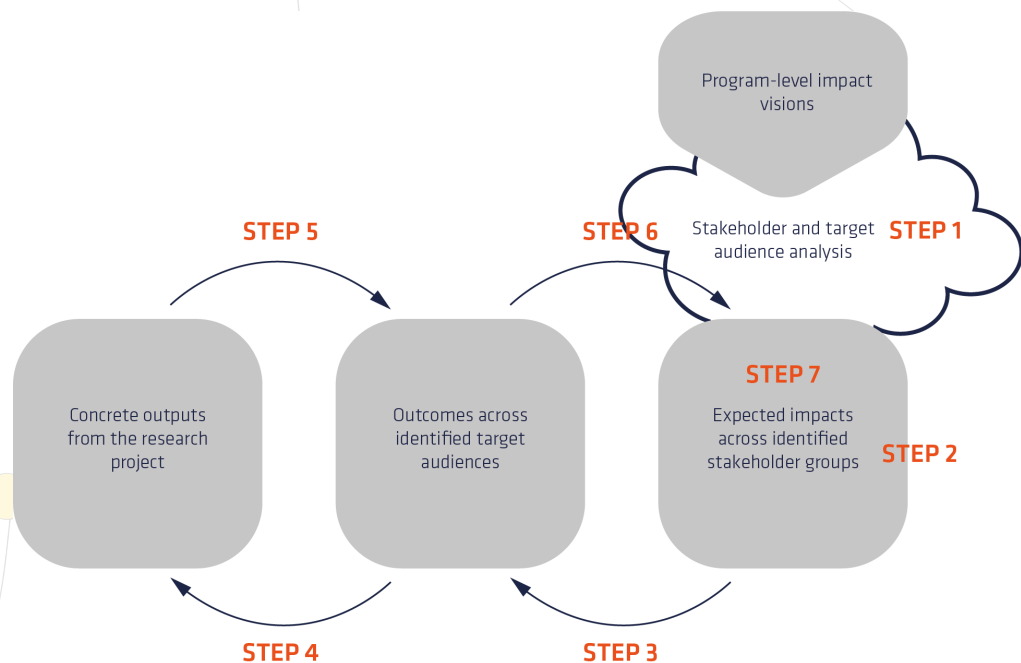 Program-level impact
visions
STEP 5
STEP 6
Stakeholder and target
audience analysis
STEP 1
STEP 7
Concrete outputs
from the research
project
Outcomes across
identified target
audiences
Expected impacts
across identified
stakeholder groups
STEP 2
STEP 4
STEP 3